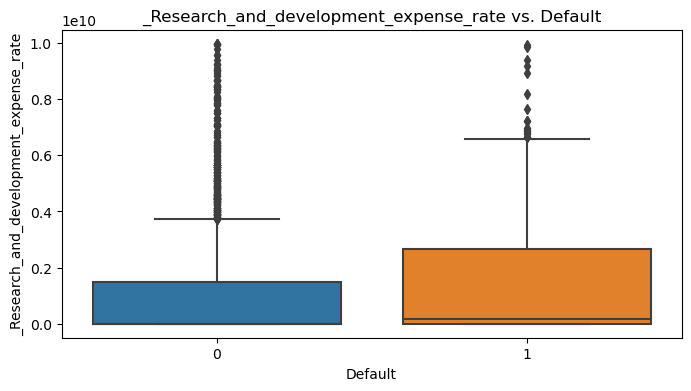 _Research_and_development_expense_rate vs. Default
1e10
_Research_and_development_expense_rate
1.0
0.8
0.6
0.4
0.2
0.0
0
1
Default